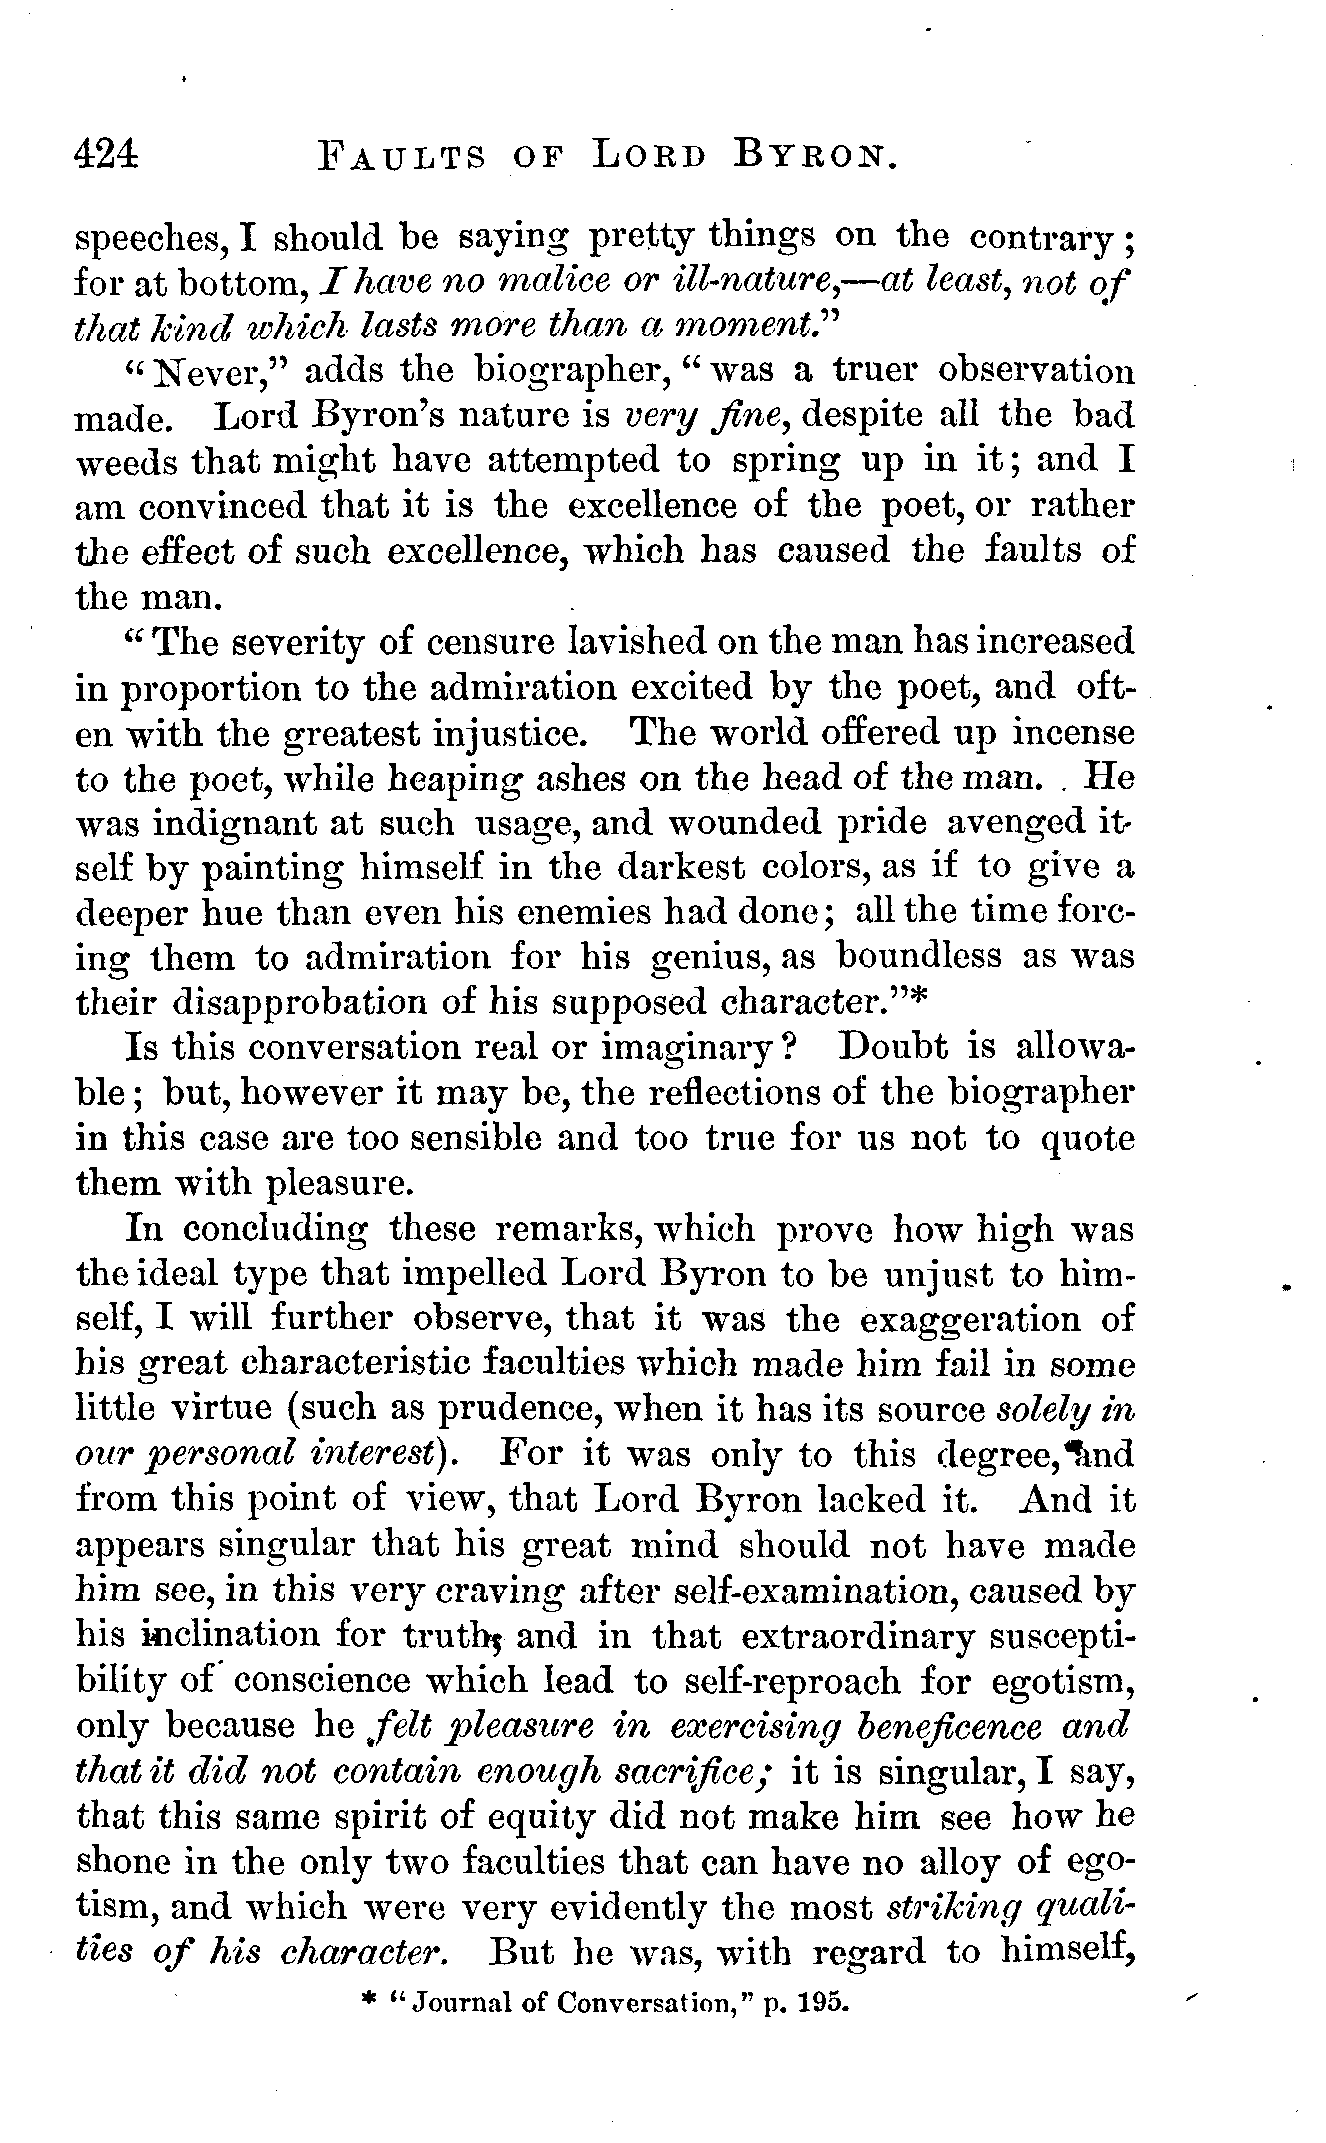 424 FAULTS OF LORD BYRON.
speeches, I should be saying pretty things on the contrary;
for at bottom, I have no malice or ill-nature,—at least, not of
that kind which lasts more than a moment."
"Never," adds the biographer, "was a truer observation
made. Lord Byron's nature is very fine, despite all the bad
weeds that might have attempted to spring up in it; and I
am convinced that it is the excellence of the poet, or rather
the effect of such excellence, which has caused the faults of
the man.
"The severity of censure lavished on the man has increased
in proportion to the admiration excited by the poet, and oft-
en with the greatest injustice. The world offered up incense
to the poet, while heaping ashes on the head of the man. He
was indignant at such usage, and wounded pride avenged it-
self by painting himself in the darkest colors, as if to give a
deeper hue than even his enemies had done; all the time forc-
ing them to admiration for his genius, as boundless as was
their disapprobation of his supposed character."*
Is this conversation real or imaginary? Doubt is allowa-
ble; but, however it may be, the reflections of the biographer
in this case are too sensible and too true for us not to quote
them with pleasure.
In concluding these remarks, which prove how high was
the ideal type that impelled Lord Byron to be unjust to him-
self, I will further observe, that it was the exaggeration of
his great characteristic faculties which made him fail in some
little virtue (such as prudence, when it has its source solely in
our personal interest). For it was only to this degree, and
from this point of view, that Lord Byron lacked it. And it
appears singular that his great mind should not have made
him see, in this very craving after self-examination, caused by
his inclination for truth, and in that extraordinary suscepti-
bility of conscience which lead to self-reproach for egotism,
only because he felt pleasure in exercising beneficence and
that it did not contain enough sacrifice; it is singular, I say,
that this same spirit of equity did not make him see how he
shone in the only two faculties that can have no alloy of ego-
tism, and which were very evidently the most striking quali-
ties of his character. But he was, with regard to himself,
* "Journal of Conversation," p. 195.